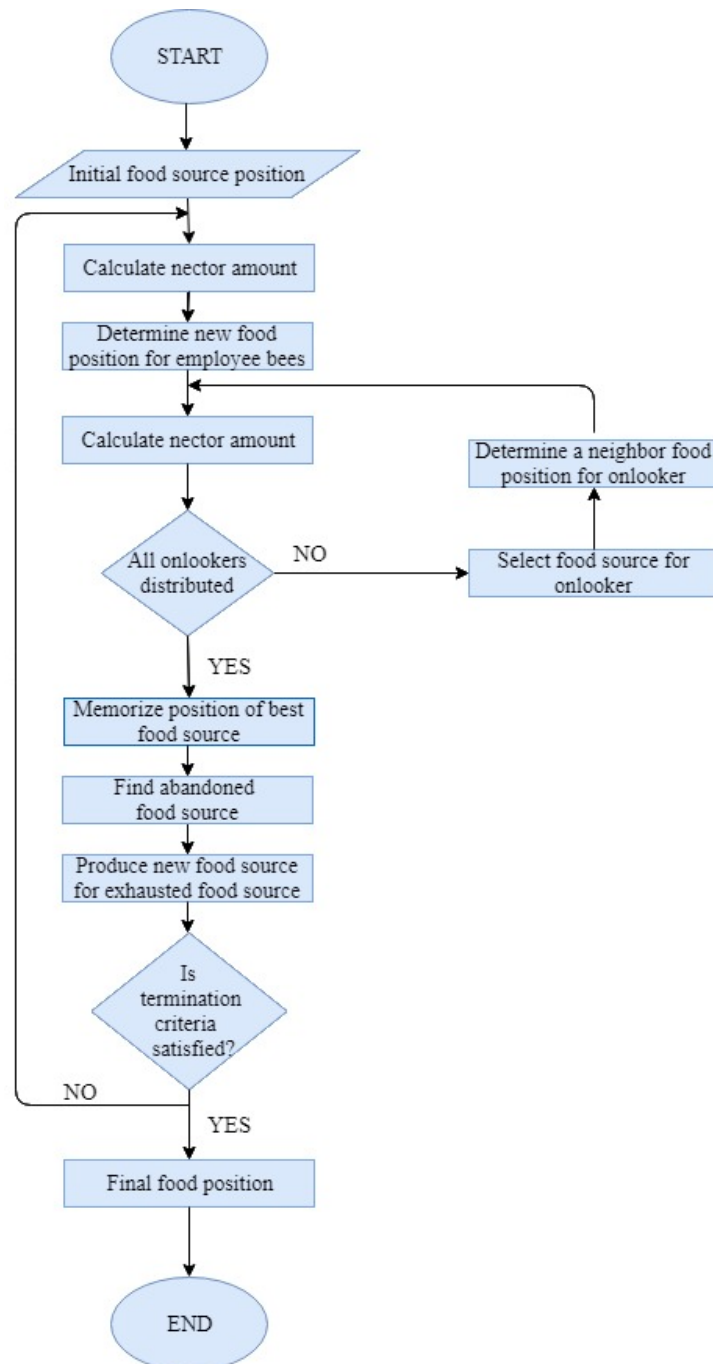 START
Initial food source position
Calculate nector amount
Determine new food
position for employee bees
Calculate nector amount
Determine a neighbor food
position for onlooker
All onlookers
distributed
NO
Select food source for
onlooker
YES
Memorize position of best
food source
Find abandoned
food source
Produce new food source
for exhausted food source
Is
termination
criteria
satisfied?
NO
YES
Final food position
END